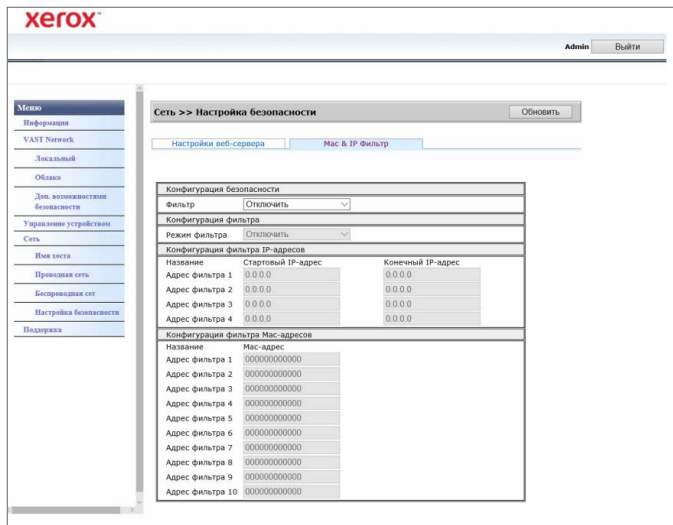 xerox™
Admin Выйти
Меню
Информация
VAST Network
Локальный
Облако
Доп. возможностями
безопасности
Управление устройством
Сеть
Имя хоста
Проводная сеть
Беспроводная сет
Настройка безопасности
Поддержка
Сеть >> Настройка безопасности Обновить
Настройки веб-сервера Mac & IP Фильтр
Конфигурация безопасности
Фильтр Отключить
Конфигурация фильтра
Режим фильтра Отключить
Конфигурация фильтра IP-адресов
Название Стартовый IP-адрес Конечный IP-адрес
Адрес фильтра 1 0.0.0.0 0.0.0.0
Адрес фильтра 2 0.0.0.0 0.0.0.0
Адрес фильтра 3 0.0.0.0 0.0.0.0
Адрес фильтра 4 0.0.0.0 0.0.0.0
Конфигурация фильтра Mac-адресов
Название Mac-адрес
Адрес фильтра 1 000000000000
Адрес фильтра 2 000000000000
Адрес фильтра 3 000000000000
Адрес фильтра 4 000000000000
Адрес фильтра 5 000000000000
Адрес фильтра 6 000000000000
Адрес фильтра 7 000000000000
Адрес фильтра 8 000000000000
Адрес фильтра 9 000000000000
Адрес фильтра 10 000000000000